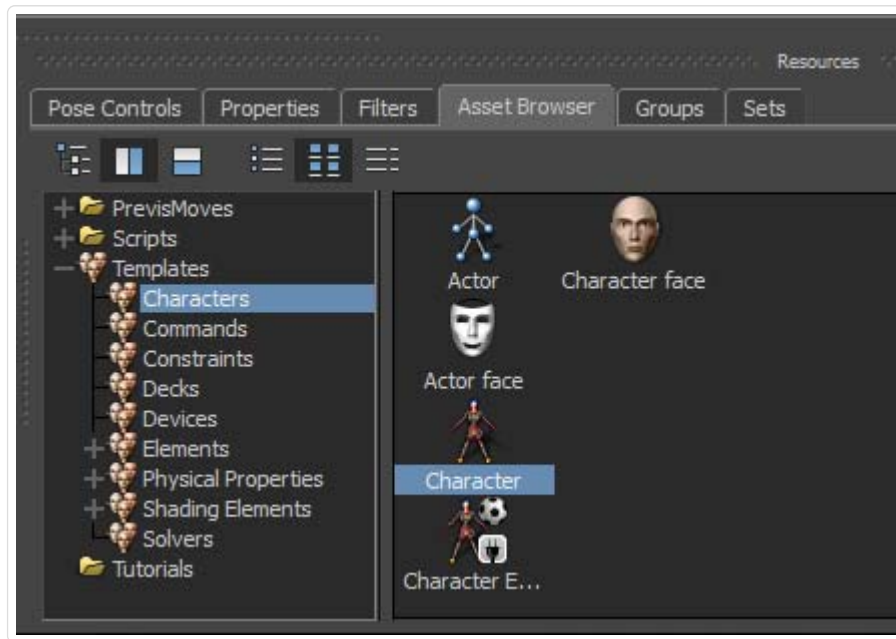 Resources
Pose Controls
Properties
Filters
Asset Browser
Groups
Sets
PrevisMoves
Scripts
Templates
Characters
Commands
Constraints
Decks
Devices
Elements
Physical Properties
Shading Elements
Solvers
Tutorials
Actor
Character face
Actor face
Character
Character E...